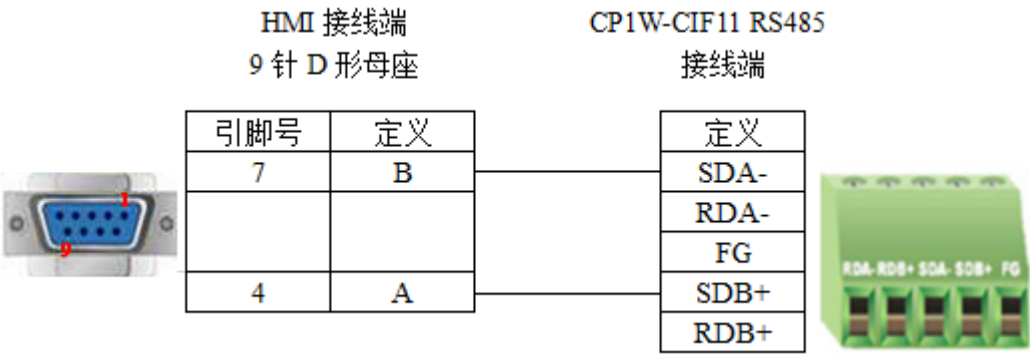 HMI 接线端
9 针 D 形母座
CP1W-CIF11 RS485
接线端
引脚号 定义
7 B
4 A
定义
SDA-
RDA-
FG
SDB+
RDB+
1
9
RDA- RDB+ SDA- SDB+ FG